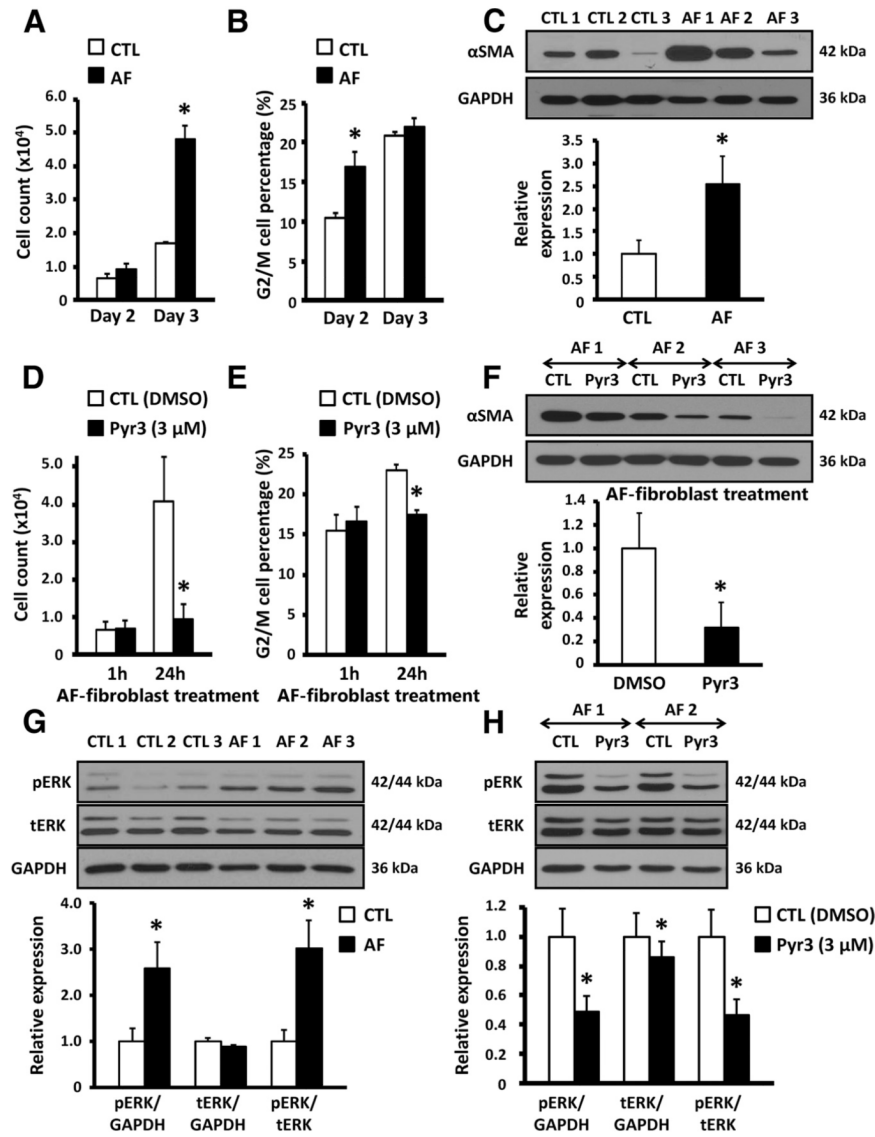 A
CTL
AF
Cell count (x10⁴)
6.0
5.0
4.0
3.0
2.0
1.0
0
*
Day 2 Day 3
B
CTL
AF
G2/M cell percentage (%)
25
20
15
10
5
0
*
Day 2 Day 3
C
CTL 1 CTL 2 CTL 3 AF 1 AF 2 AF 3
αSMA 42 kDa
GAPDH 36 kDa
Relative
expression
3.5
3.0
2.5
2.0
1.5
1.0
0.5
0.0
*
CTL AF
D
CTL (DMSO)
Pyr3 (3 µM)
Cell count (x10⁴)
5.0
4.0
3.0
2.0
1.0
0
*
1h 24h
AF-fibroblast treatment
E
CTL (DMSO)
Pyr3 (3 µM)
G2/M cell percentage (%)
25
20
15
10
5
0
*
1h 24h
AF-fibroblast treatment
F
AF 1 AF 2 AF 3
CTL Pyr3 CTL Pyr3 CTL Pyr3
αSMA 42 kDa
GAPDH 36 kDa
AF-fibroblast treatment
Relative
expression
1.4
1.2
1.0
0.8
0.6
0.4
0.2
0
*
DMSO Pyr3
G
CTL 1 CTL 2 CTL 3 AF 1 AF 2 AF 3
pERK 42/44 kDa
tERK 42/44 kDa
GAPDH 36 kDa
Relative expression
4.0
3.0
2.0
1.0
0
* *
CTL
AF
pERK/ tERK/ pERK/
GAPDH GAPDH tERK
H
AF 1 AF 2
CTL Pyr3 CTL Pyr3
pERK 42/44 kDa
tERK 42/44 kDa
GAPDH 36 kDa
Relative expression
1.2
1.0
0.8
0.6
0.4
0.2
0
* * *
CTL (DMSO)
Pyr3 (3 µM)
pERK/ tERK/ pERK/
GAPDH GAPDH tERK